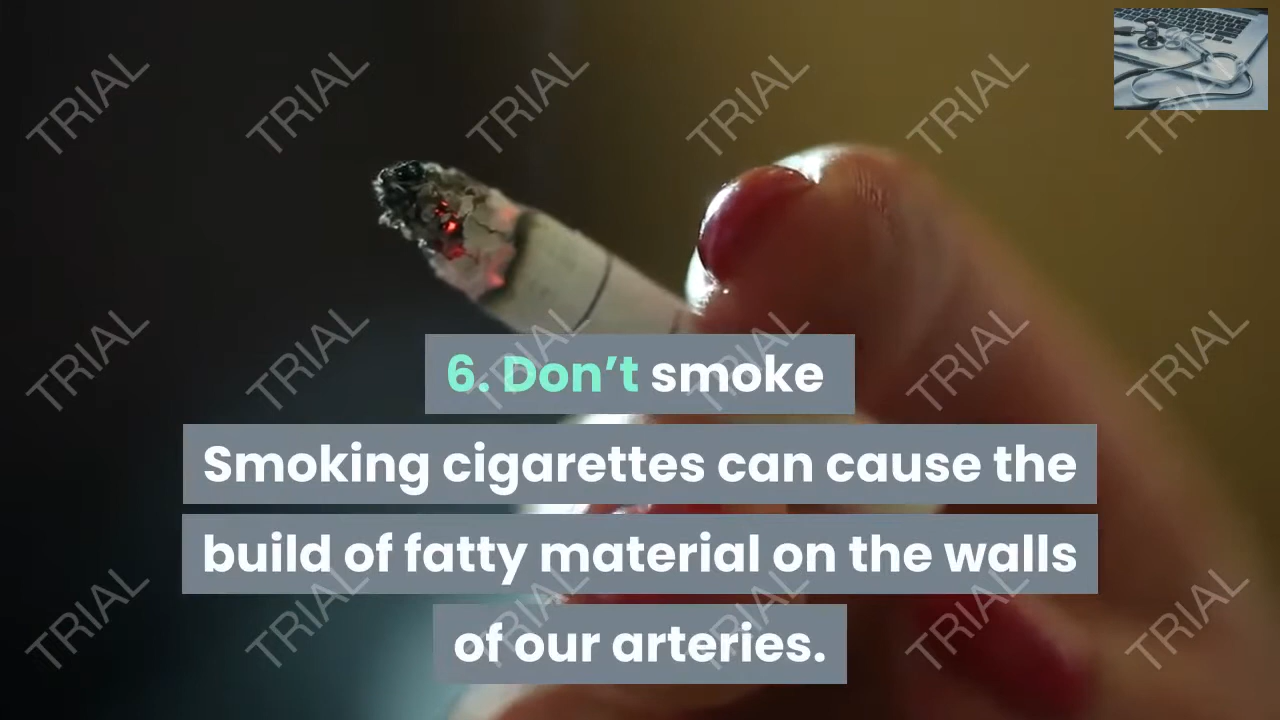 TRIAL TRIAL TRIAL TRIAL TRIAL TRIAL
TRIAL TRIAL TRIAL TRIAL TRIAL TRIAL
6. Don’t smoke
Smoking cigarettes can cause the
build of fatty material on the walls
of our arteries.
TRIAL TRIAL TRIAL TRIAL TRIAL TRIAL